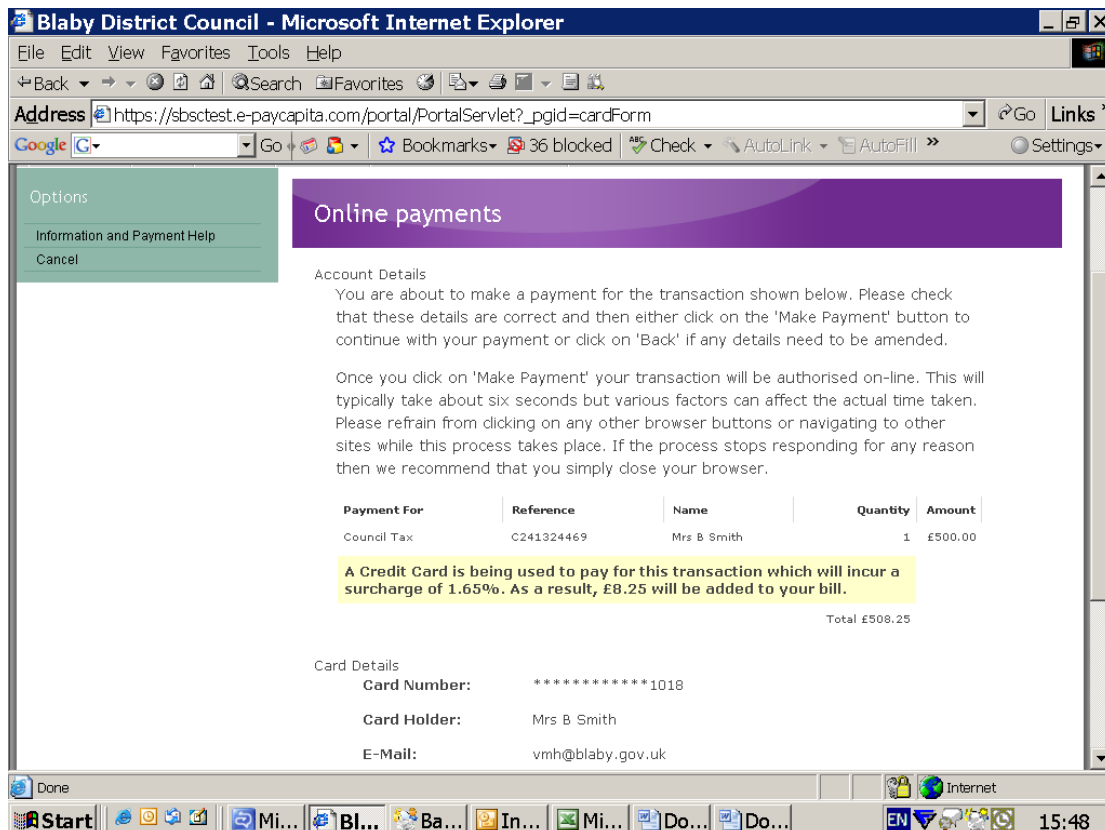 Blaby District Council - Microsoft Internet Explorer
File Edit View Favorites Tools Help
Back Search Favorites
Address https://sbsctest.e-paycapita.com/portal/PortalServlet?_pgid=cardForm Go Links
Google G Go Bookmarks 36 blocked ABC Check AutoLink AutoFill » Settings
Options
Information and Payment Help
Cancel
Online payments
Account Details
You are about to make a payment for the transaction shown below. Please check
that these details are correct and then either click on the 'Make Payment' button to
continue with your payment or click on 'Back' if any details need to be amended.
Once you click on 'Make Payment' your transaction will be authorised on-line. This will
typically take about six seconds but various factors can affect the actual time taken.
Please refrain from clicking on any other browser buttons or navigating to other
sites while this process takes place. If the process stops responding for any reason
then we recommend that you simply close your browser.
Payment For Reference Name Quantity Amount
Council Tax C241324469 Mrs B Smith 1 £500.00
A Credit Card is being used to pay for this transaction which will incur a
surcharge of 1.65%. As a result, £8.25 will be added to your bill.
Total £508.25
Card Details
Card Number: ************1018
Card Holder: Mrs B Smith
E-Mail: vmh@blaby.gov.uk
Done Internet
Start Mi... Bl... Ba... In... Mi... Do... Do... EN 15:48